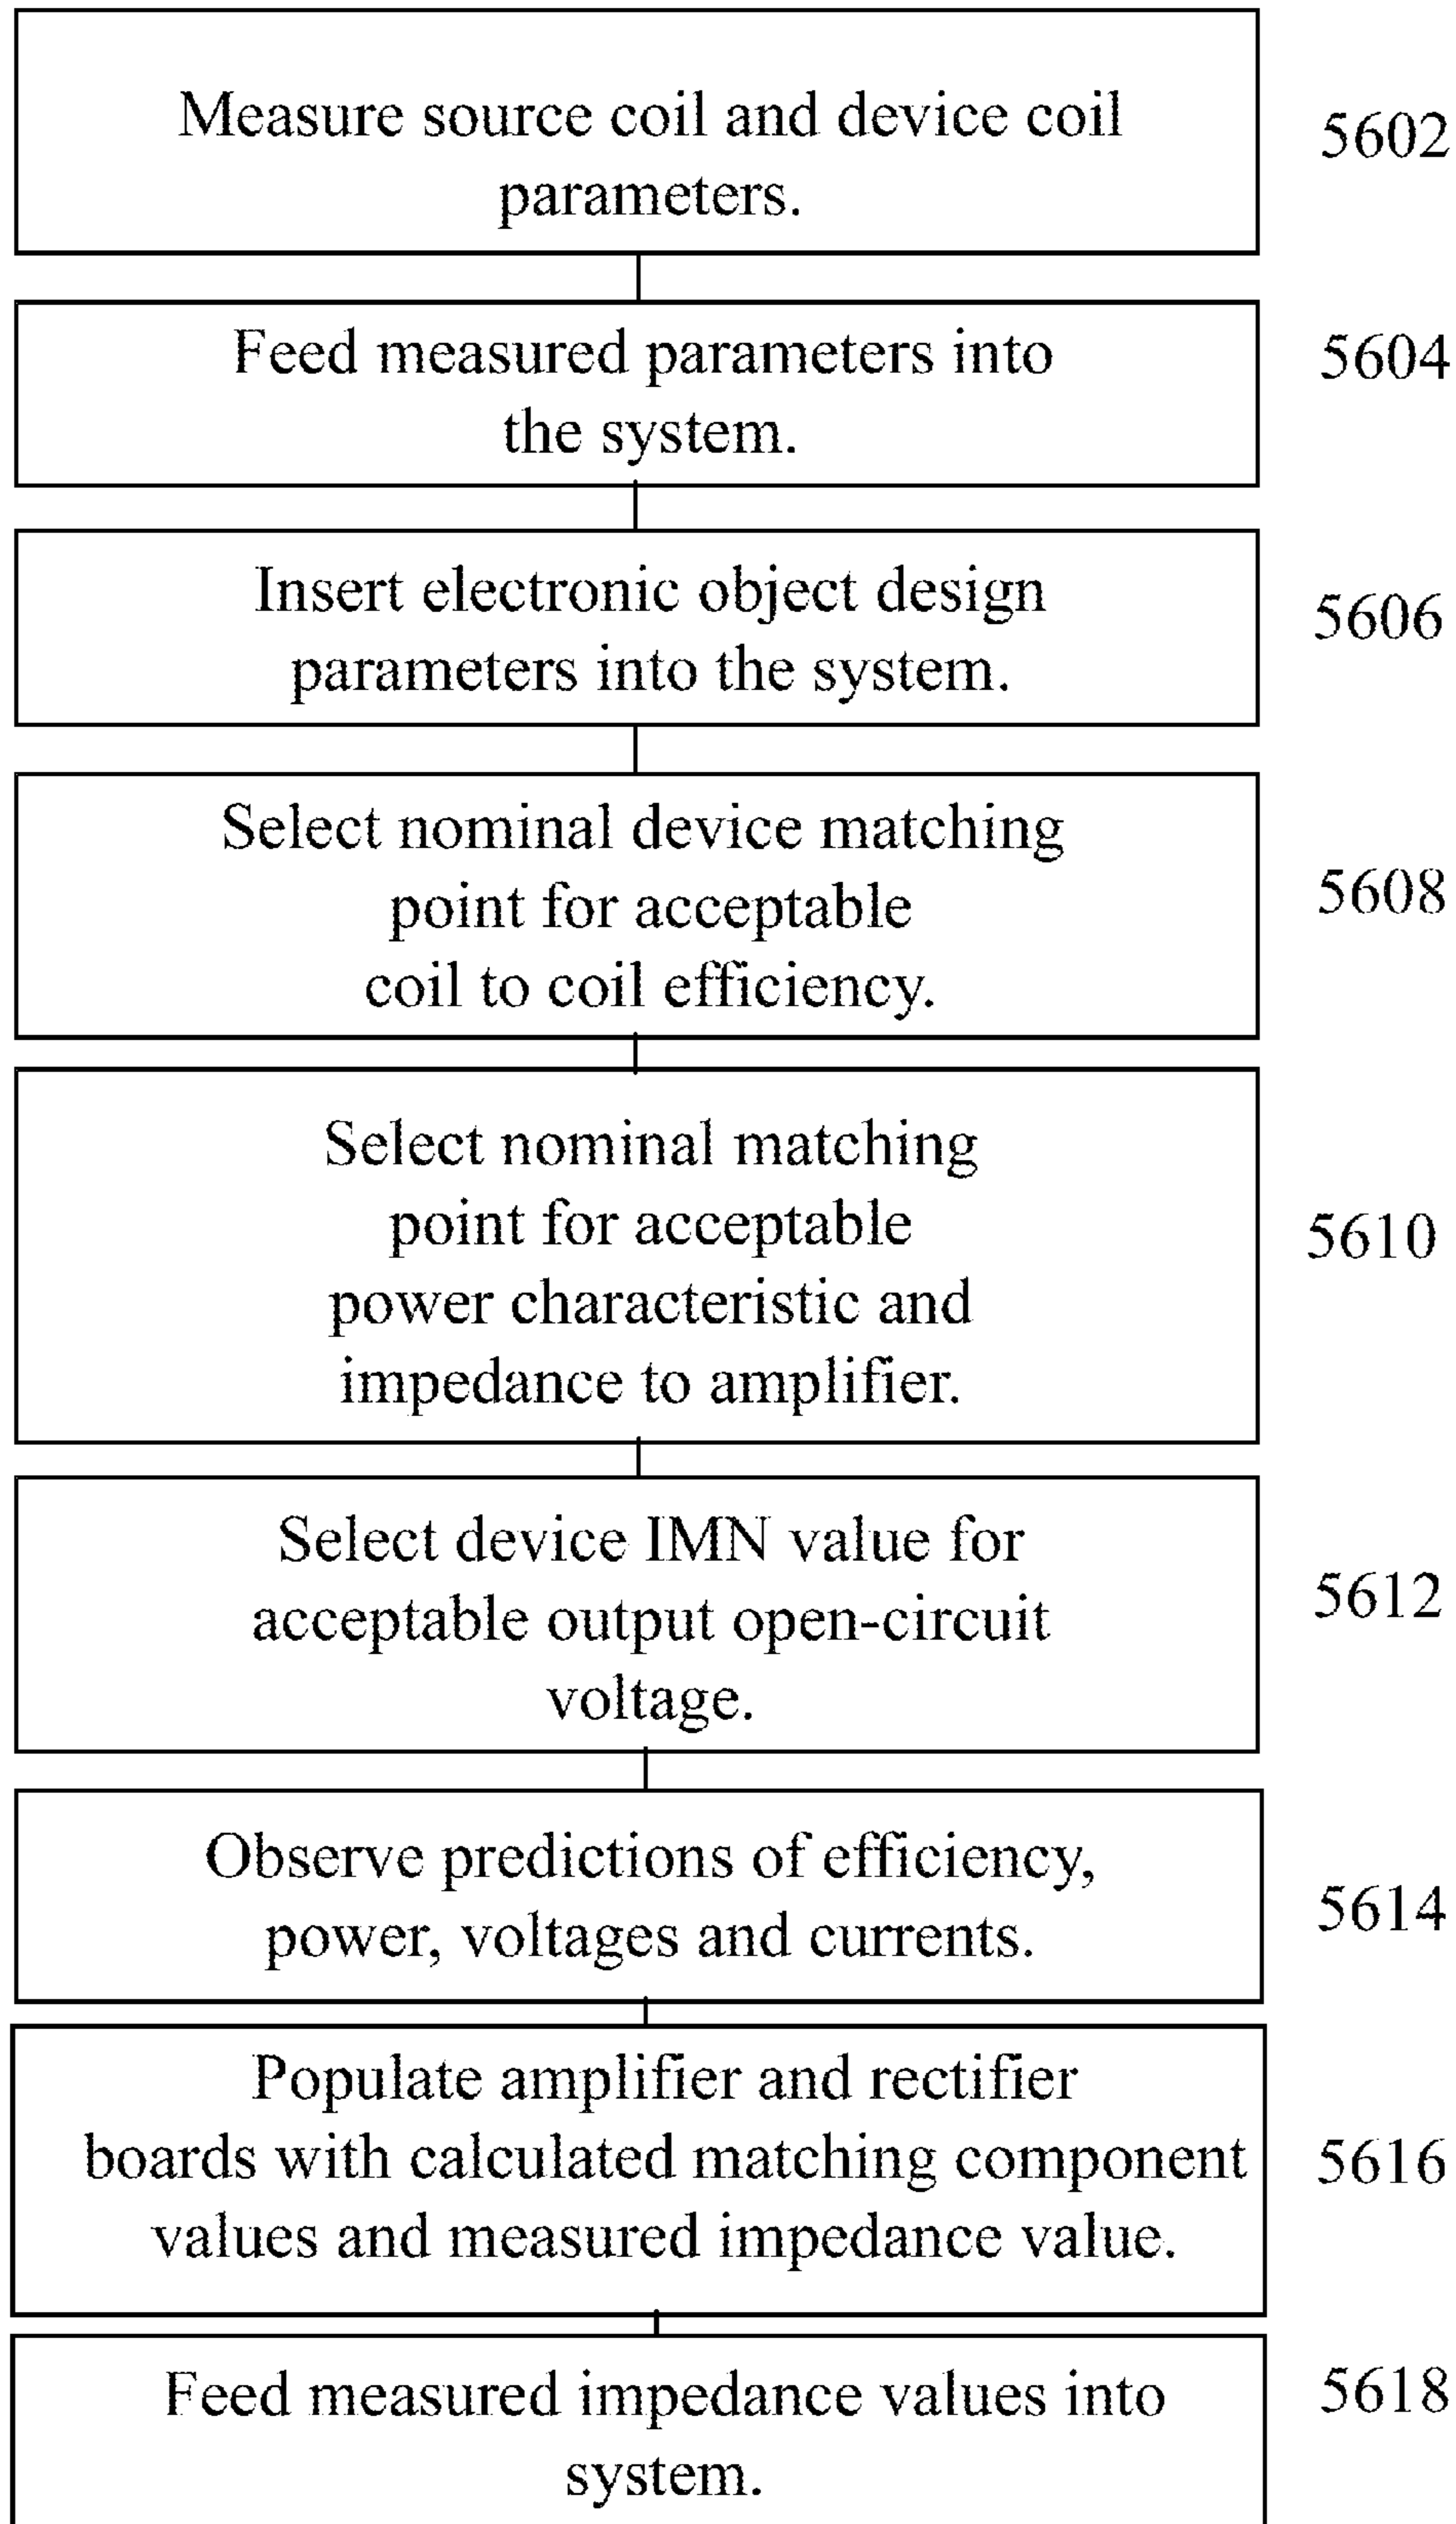 Measure source coil and device coil
parameters.
5602
Feed measured parameters into
the system.
5604
Insert electronic object design
parameters into the system.
5606
Select nominal device matching
point for acceptable
coil to coil efficiency.
5608
Select nominal matching
point for acceptable
power characteristic and
impedance to amplifier.
5610
Select device IMN value for
acceptable output open-circuit
voltage.
5612
Observe predictions of efficiency,
power, voltages and currents.
5614
Populate amplifier and rectifier
boards with calculated matching component
values and measured impedance value.
5616
Feed measured impedance values into
system.
5618